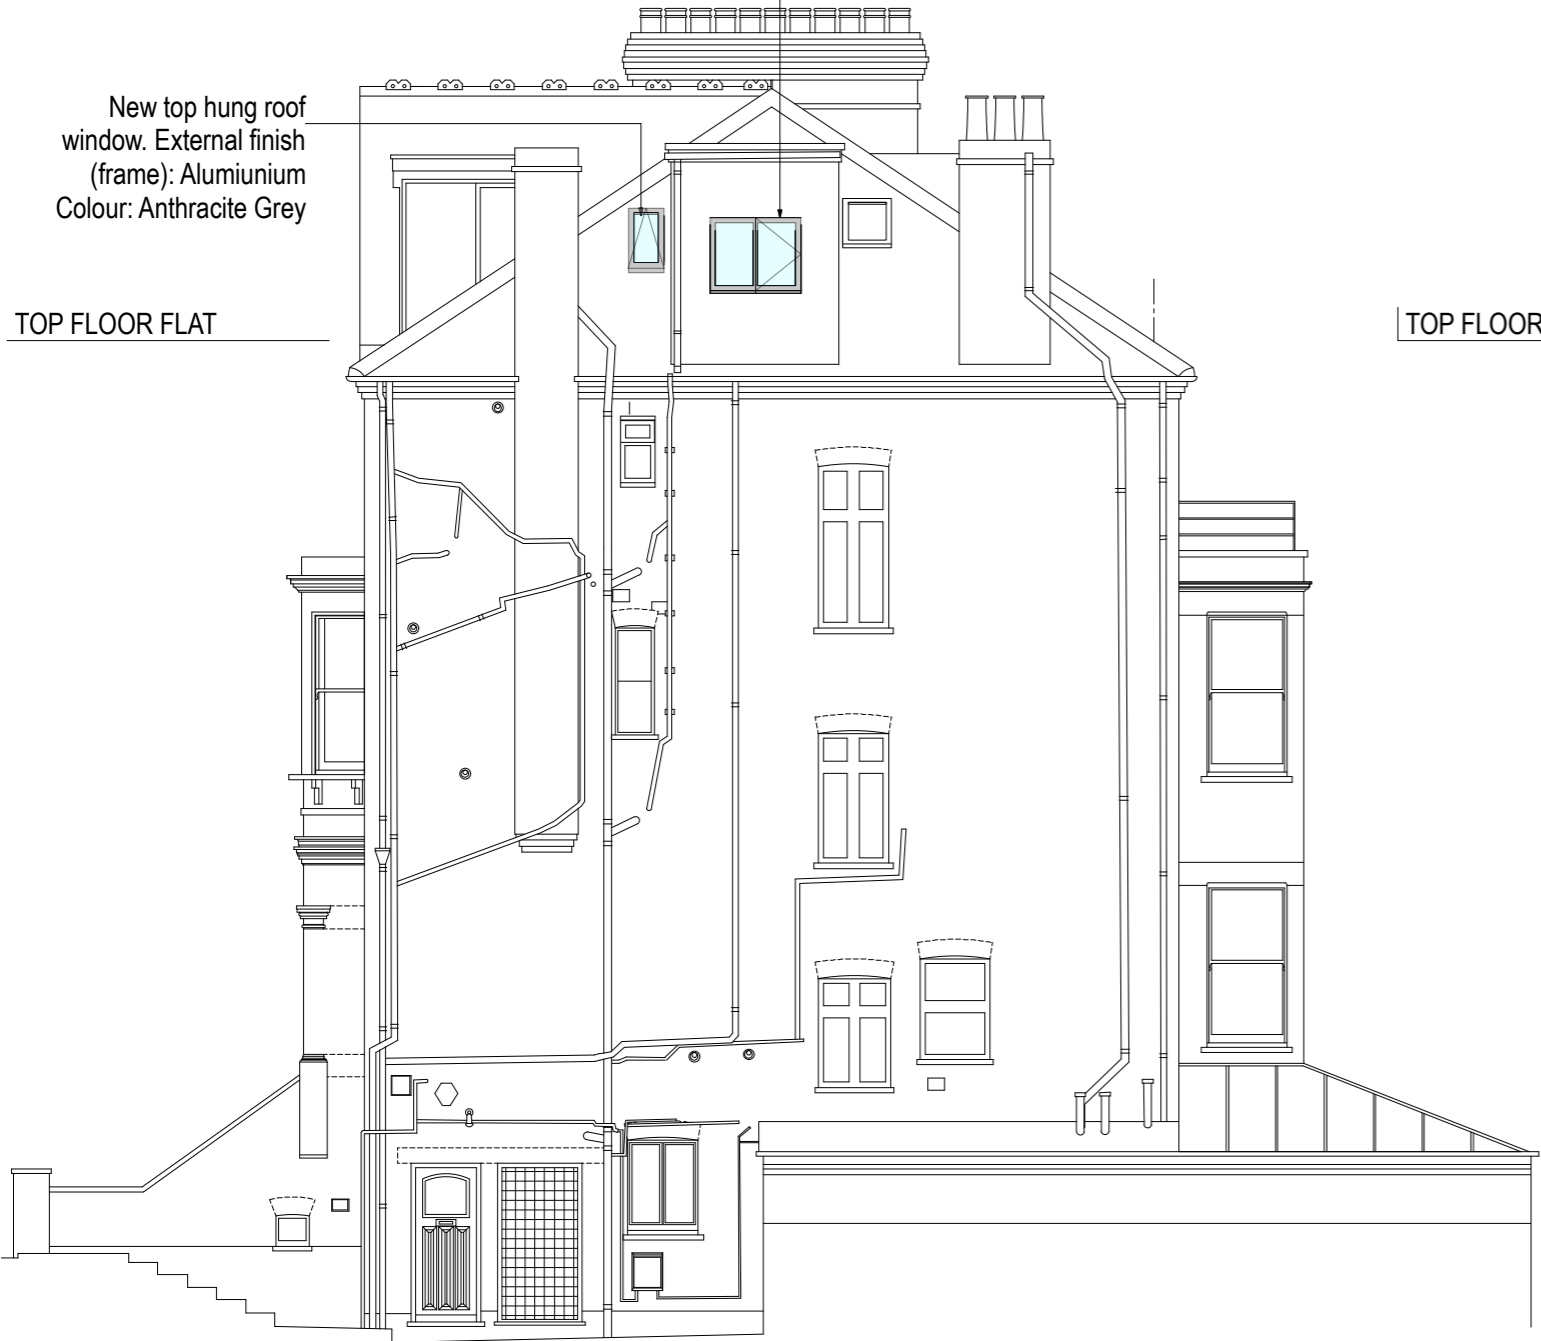 New top hung roof
window. External finish
(frame): Alumiunium
Colour: Anthracite Grey
TOP FLOOR FLAT
TOP FLOOR